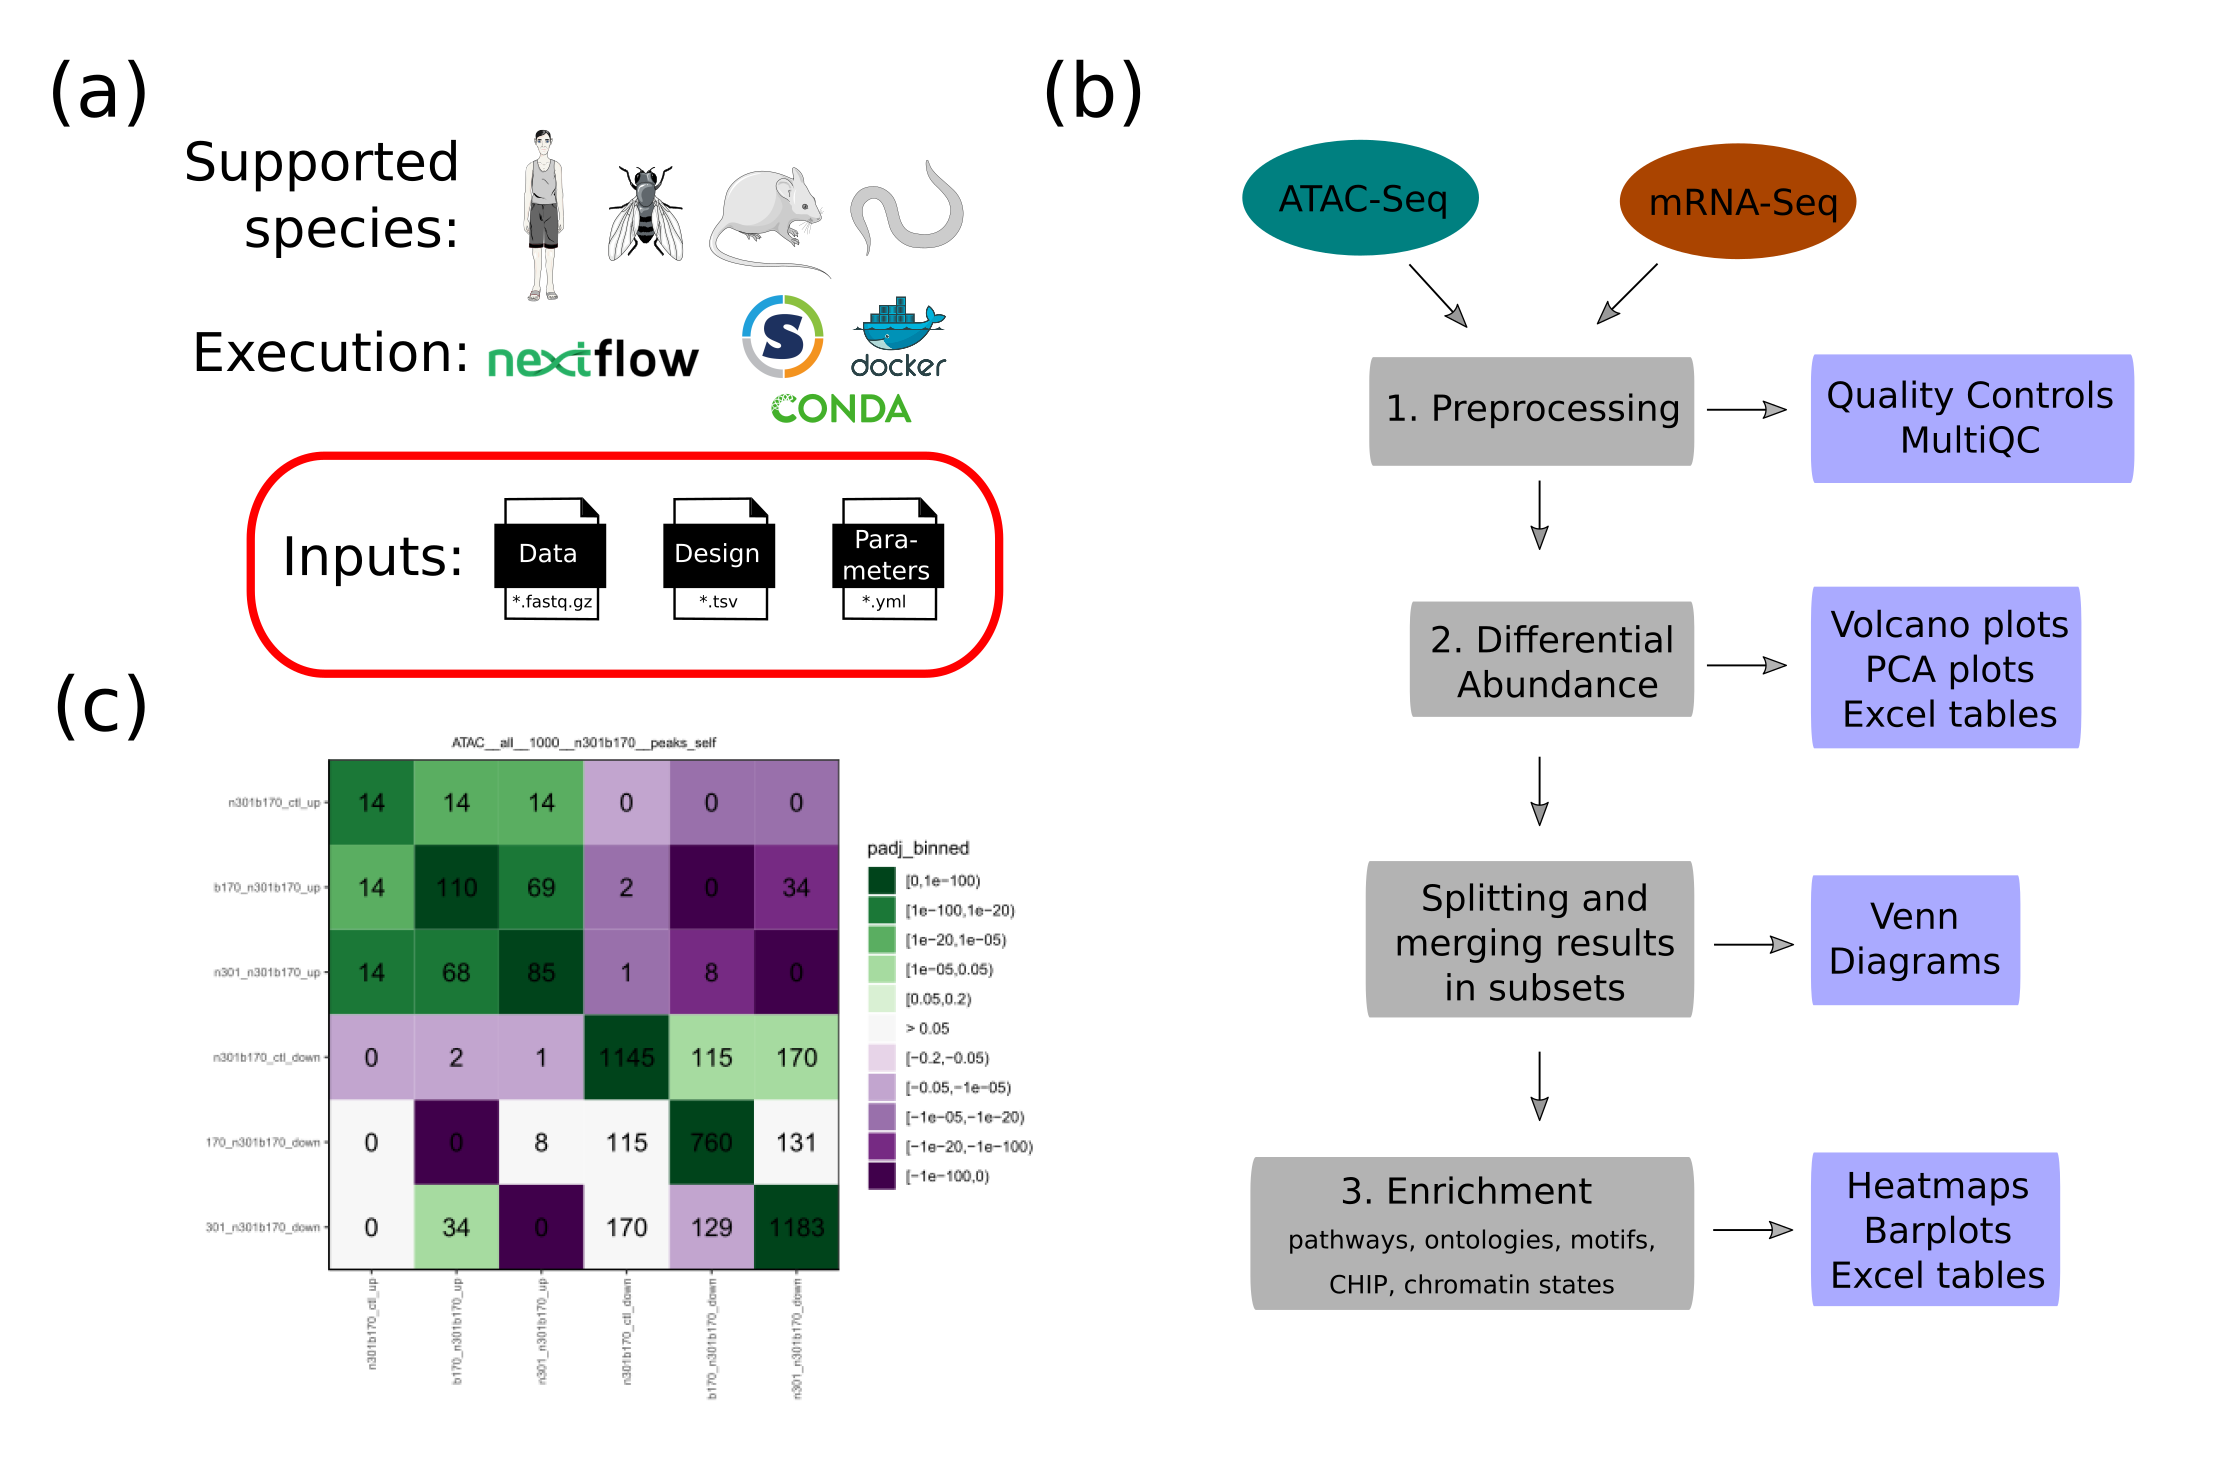 (a)
Supported
species:
Execution:
nextflow
S
docker
CONDA
Inputs:
Data
*.fastq.gz
Design
*.tsv
Para-
meters
*.yml
(b)
ATAC-Seq
mRNA-Seq
1. Preprocessing
Quality Controls
MultiQC
2. Differential
Abundance
Volcano plots
PCA plots
Excel tables
Splitting and
merging results
in subsets
Venn
Diagrams
3. Enrichment
pathways, ontologies, motifs,
CHIP, chromatin states
Heatmaps
Barplots
Excel tables
(c)
ATAC__all__1000__n301b170__peaks_self
n301b170_ctl_up 14 14 14 0 0 0
b170_n301b170_up 14 110 69 2 0 34
n301_n301b170_up 14 68 85 1 8 0
n301b170_ctl_down 0 2 1 1145 115 170
170_n301b170_down 0 0 8 115 760 131
301_n301b170_down 0 34 0 170 129 1183
n301b170_ctl_up
b170_n301b170_up
n301_n301b170_up
n301b170_ctl_down
b170_n301b170_down
n301_n301b170_down
padj_binned
[0,1e−100)
[1e−100,1e−20)
[1e−20,1e−05)
[1e−05,0.05)
[0.05,0.2)
> 0.05
[−0.2,−0.05)
[−0.05,−1e−05)
[−1e−05,−1e−20)
[−1e−20,−1e−100)
[−1e−100,0)